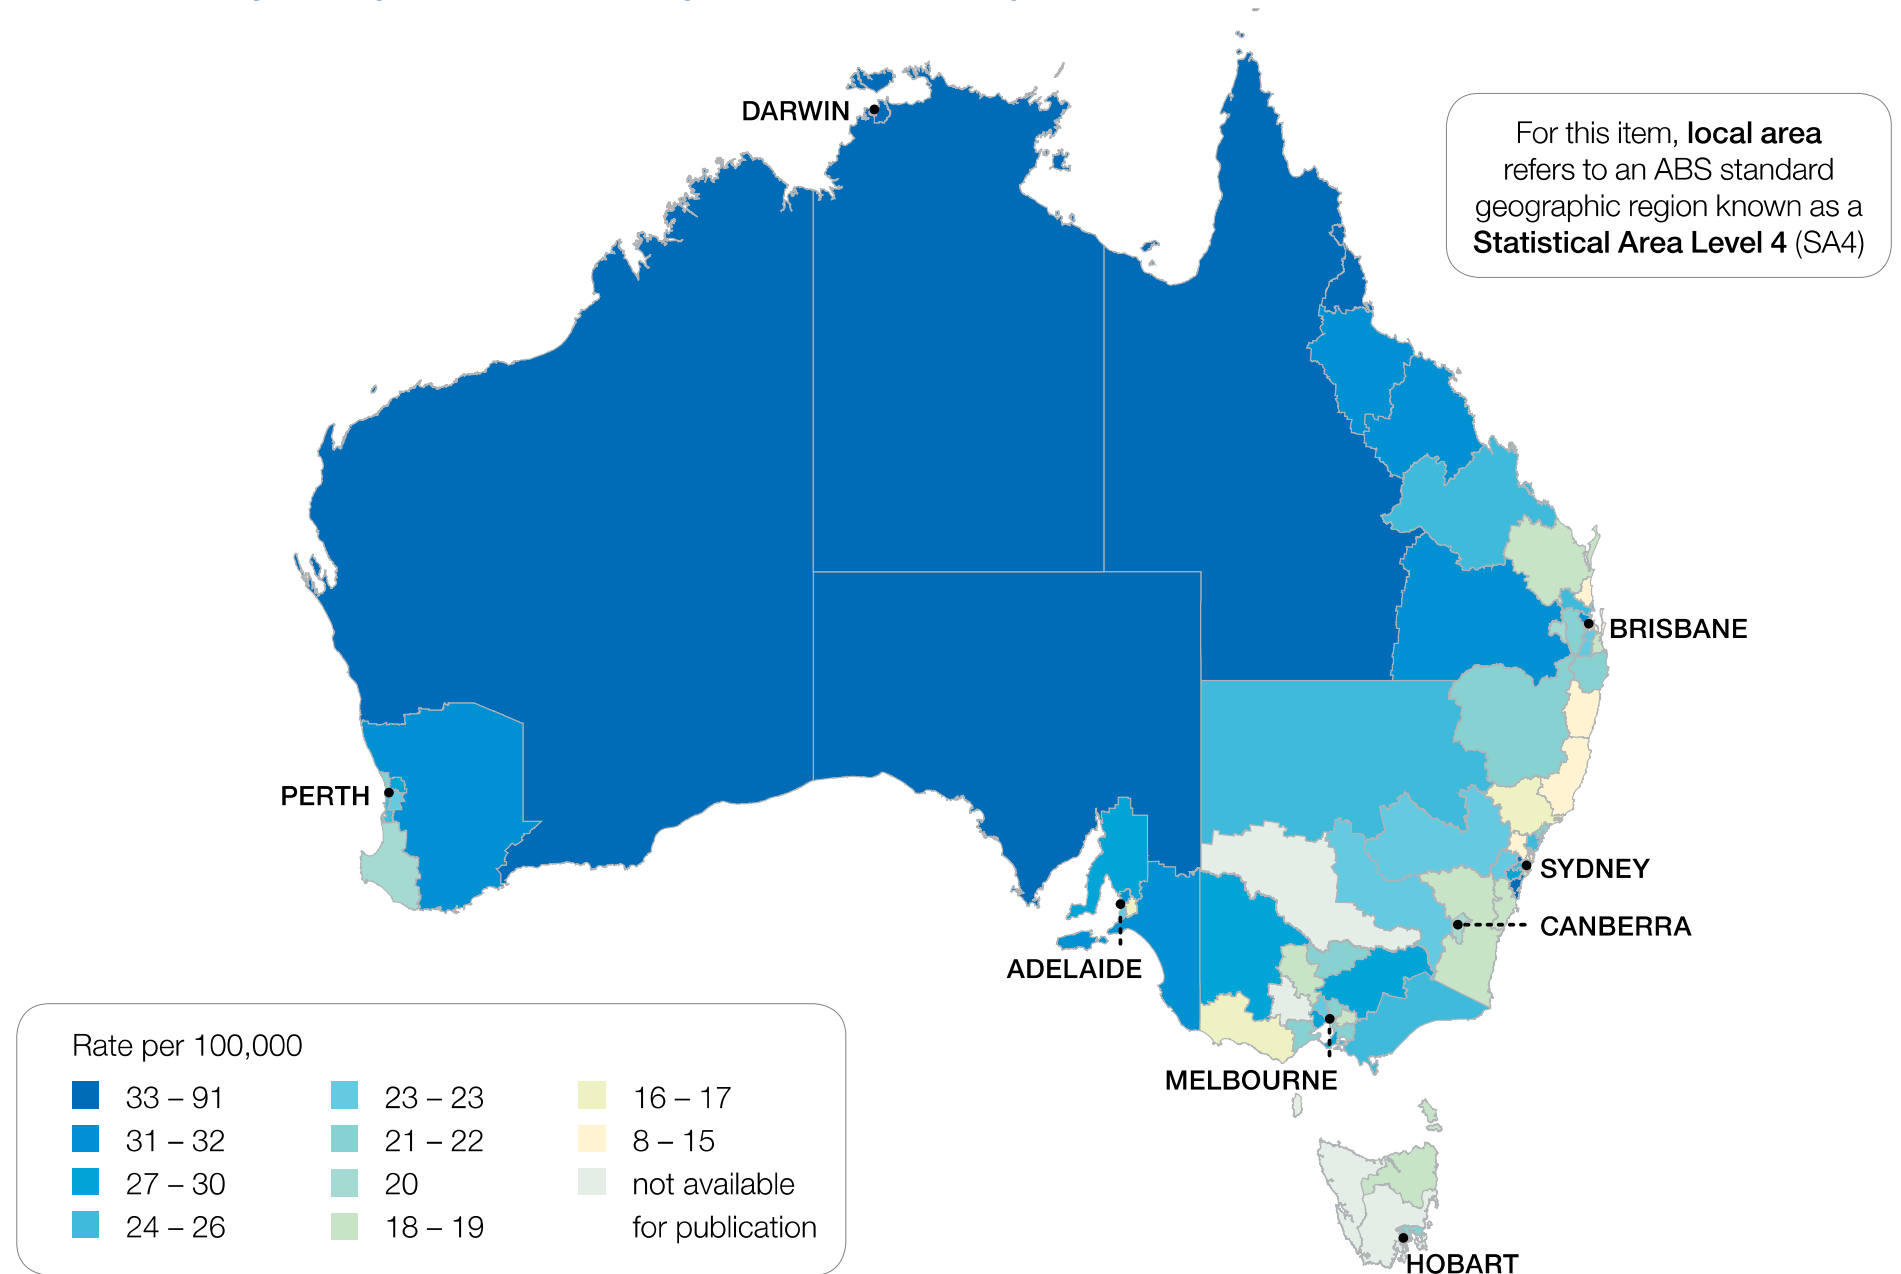 DARWIN
For this item, local area
refers to an ABS standard
geographic region known as a
Statistical Area Level 4 (SA4)
BRISBANE
PERTH
SYDNEY
CANBERRA
ADELAIDE
MELBOURNE
HOBART
Rate per 100,000
33 – 91
31 – 32
27 – 30
24 – 26
23 – 23
21 – 22
20
18 – 19
16 – 17
8 – 15
not available
for publication